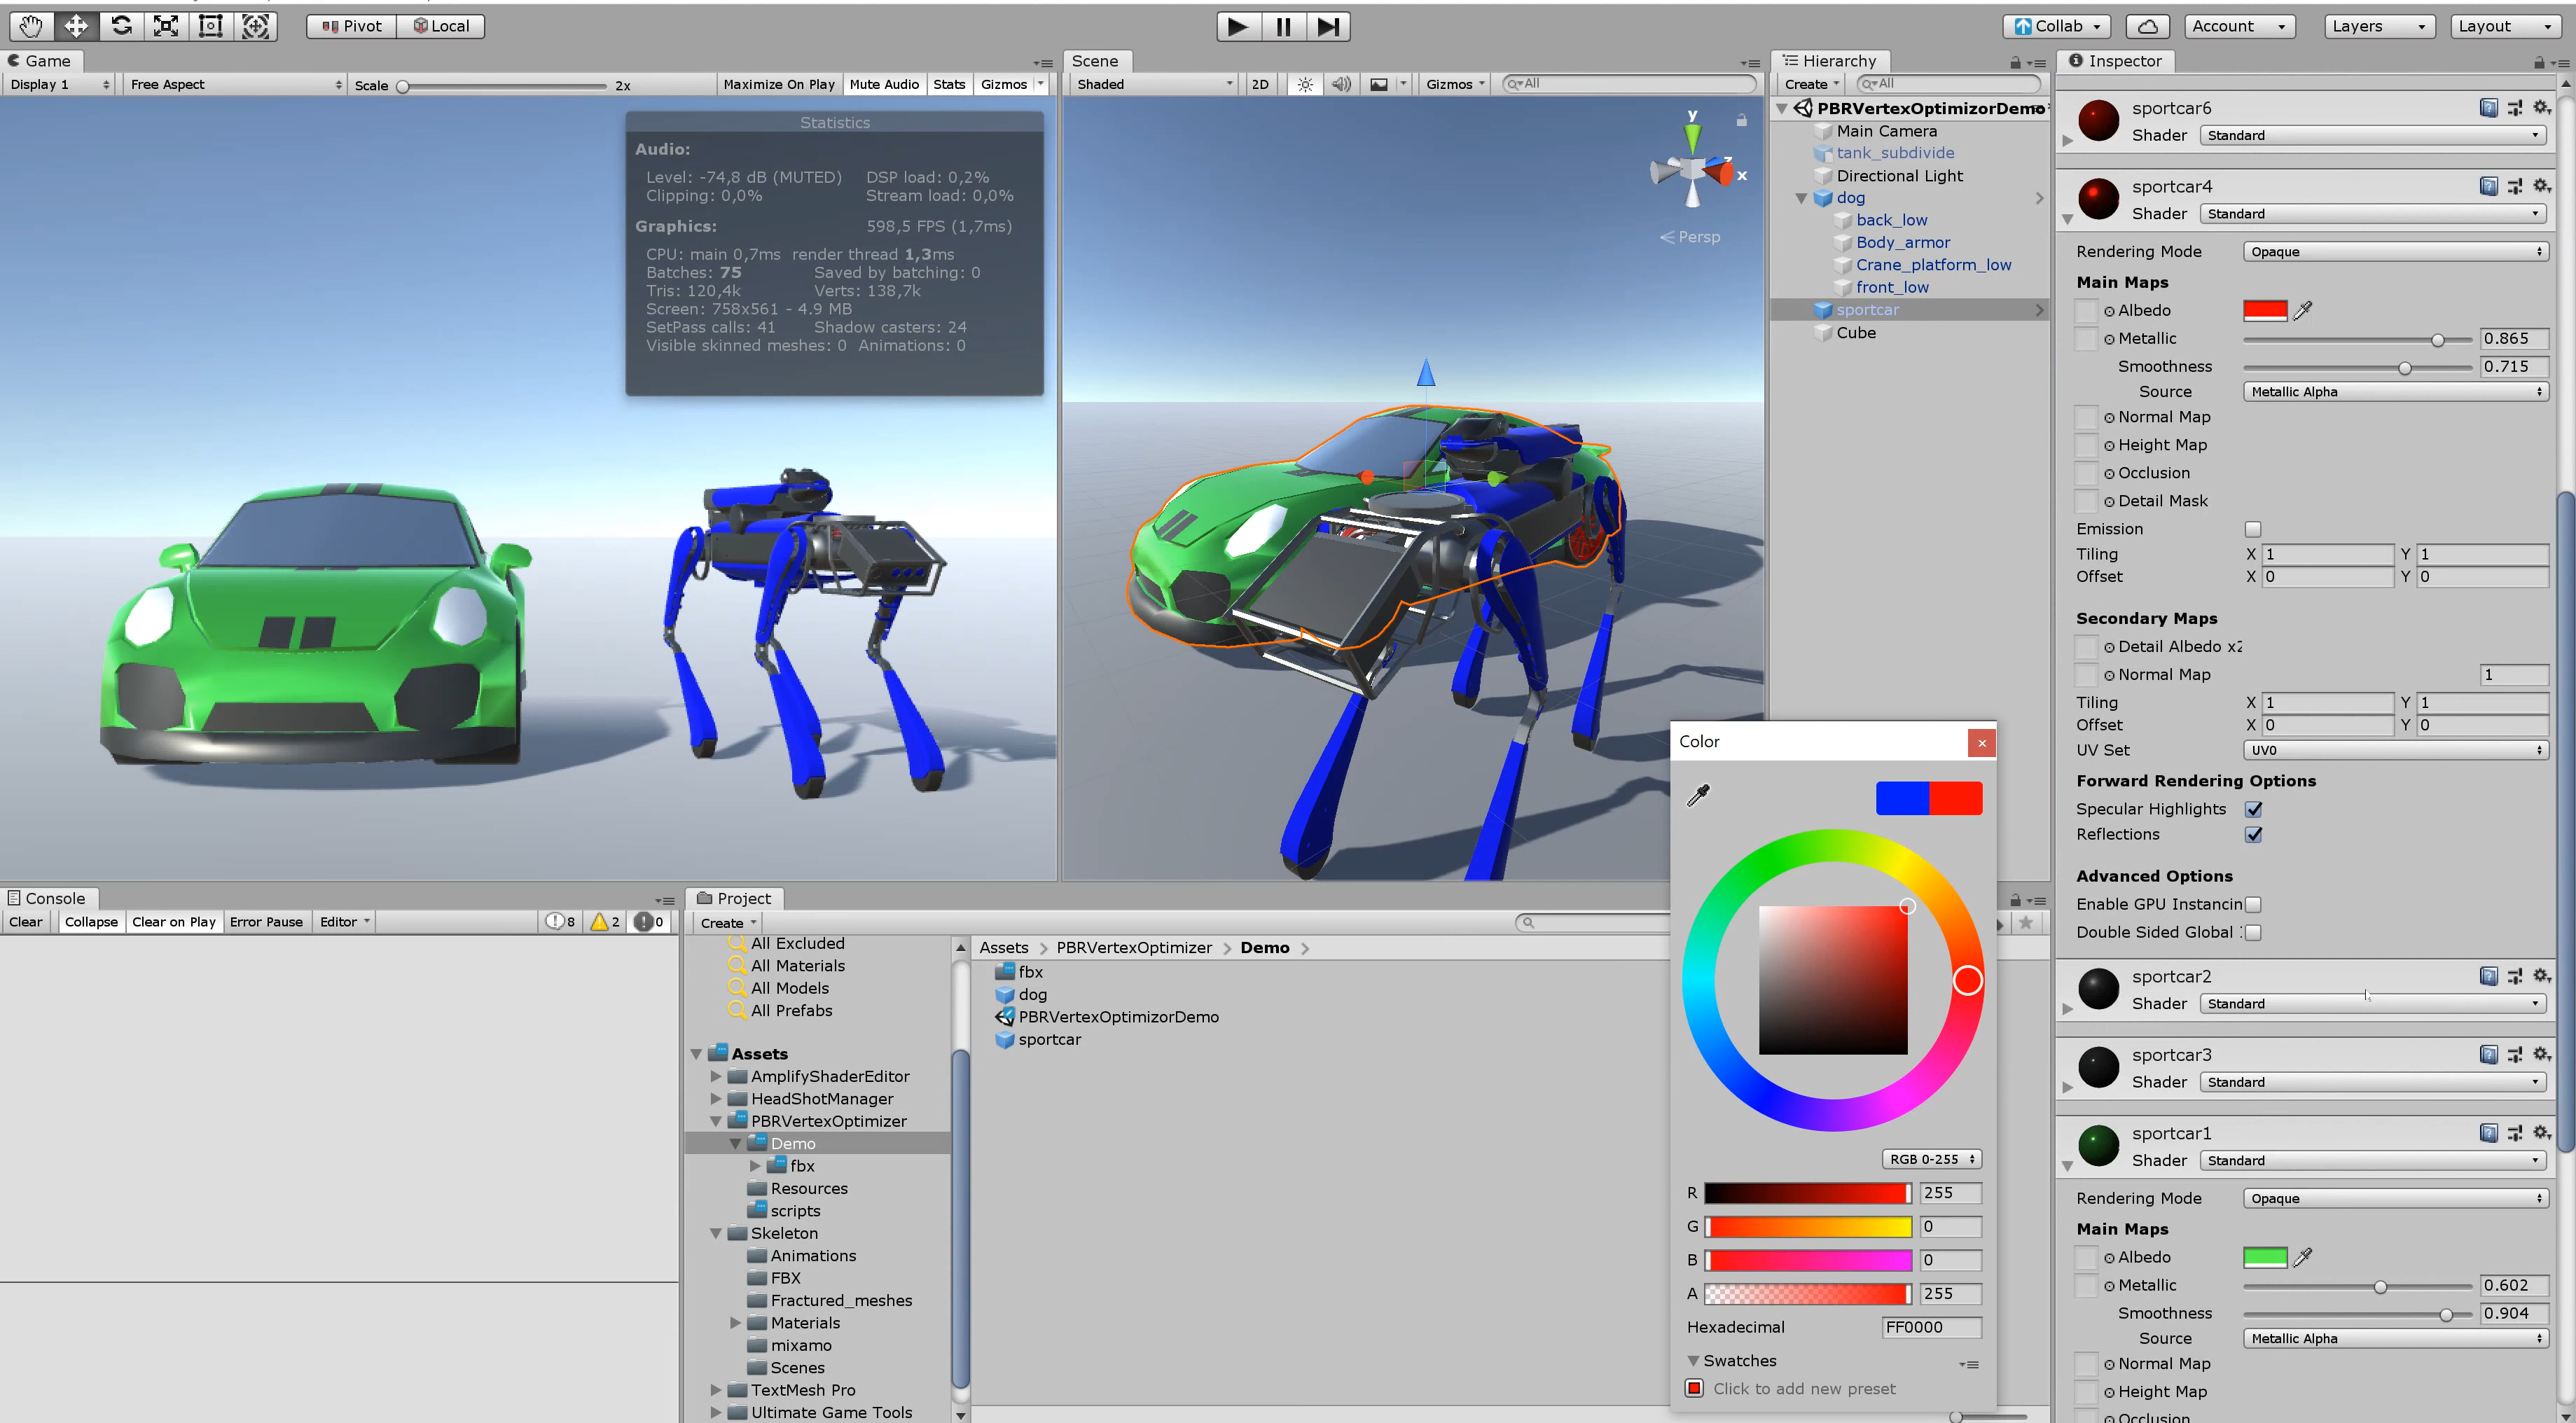 Pivot Local
Collab Account Layers Layout
Game
Display 1 Free Aspect Scale 2x Maximize On Play Mute Audio Stats Gizmos
Statistics
Audio:
Level: -74,8 dB (MUTED) DSP load: 0,2%
Clipping: 0,0% Stream load: 0,0%
Graphics: 598,5 FPS (1,7ms)
CPU: main 0,7ms render thread 1,3ms
Batches: 75 Saved by batching: 0
Tris: 120,4k Verts: 138,7k
Screen: 758x561 - 4.9 MB
SetPass calls: 41 Shadow casters: 24
Visible skinned meshes: 0 Animations: 0
Scene
Shaded 2D Gizmos All
y
z
x
Persp
Hierarchy
Create All
PBRVertexOptimizorDemo
Main Camera
tank_subdivide
Directional Light
dog
back_low
Body_armor
Crane_platform_low
front_low
sportcar
Cube
Inspector
sportcar6
Shader Standard
sportcar4
Shader Standard
Rendering Mode Opaque
Main Maps
Albedo
Metallic 0.865
Smoothness 0.715
Source Metallic Alpha
Normal Map
Height Map
Occlusion
Detail Mask
Emission
Tiling X 1 Y 1
Offset X 0 Y 0
Secondary Maps
Detail Albedo x2
Normal Map 1
Tiling X 1 Y 1
Offset X 0 Y 0
UV Set UV0
Forward Rendering Options
Specular Highlights
Reflections
Advanced Options
Enable GPU Instancin
Double Sided Global
sportcar2
Shader Standard
sportcar3
Shader Standard
sportcar1
Shader Standard
Rendering Mode Opaque
Main Maps
Albedo
Metallic 0.602
Smoothness 0.904
Source Metallic Alpha
Normal Map
Height Map
Occlusion
Console
Clear Collapse Clear on Play Error Pause Editor 8 2 0
Project
Create
All Excluded
All Materials
All Models
All Prefabs
Assets
AmplifyShaderEditor
HeadShotManager
PBRVertexOptimizer
Demo
fbx
Resources
scripts
Skeleton
Animations
FBX
Fractured_meshes
Materials
mixamo
Scenes
TextMesh Pro
Ultimate Game Tools
Assets PBRVertexOptimizer Demo
fbx
dog
PBRVertexOptimizorDemo
sportcar
Color
RGB 0-255
R 255
G 0
B 0
A 255
Hexadecimal FF0000
Swatches
Click to add new preset